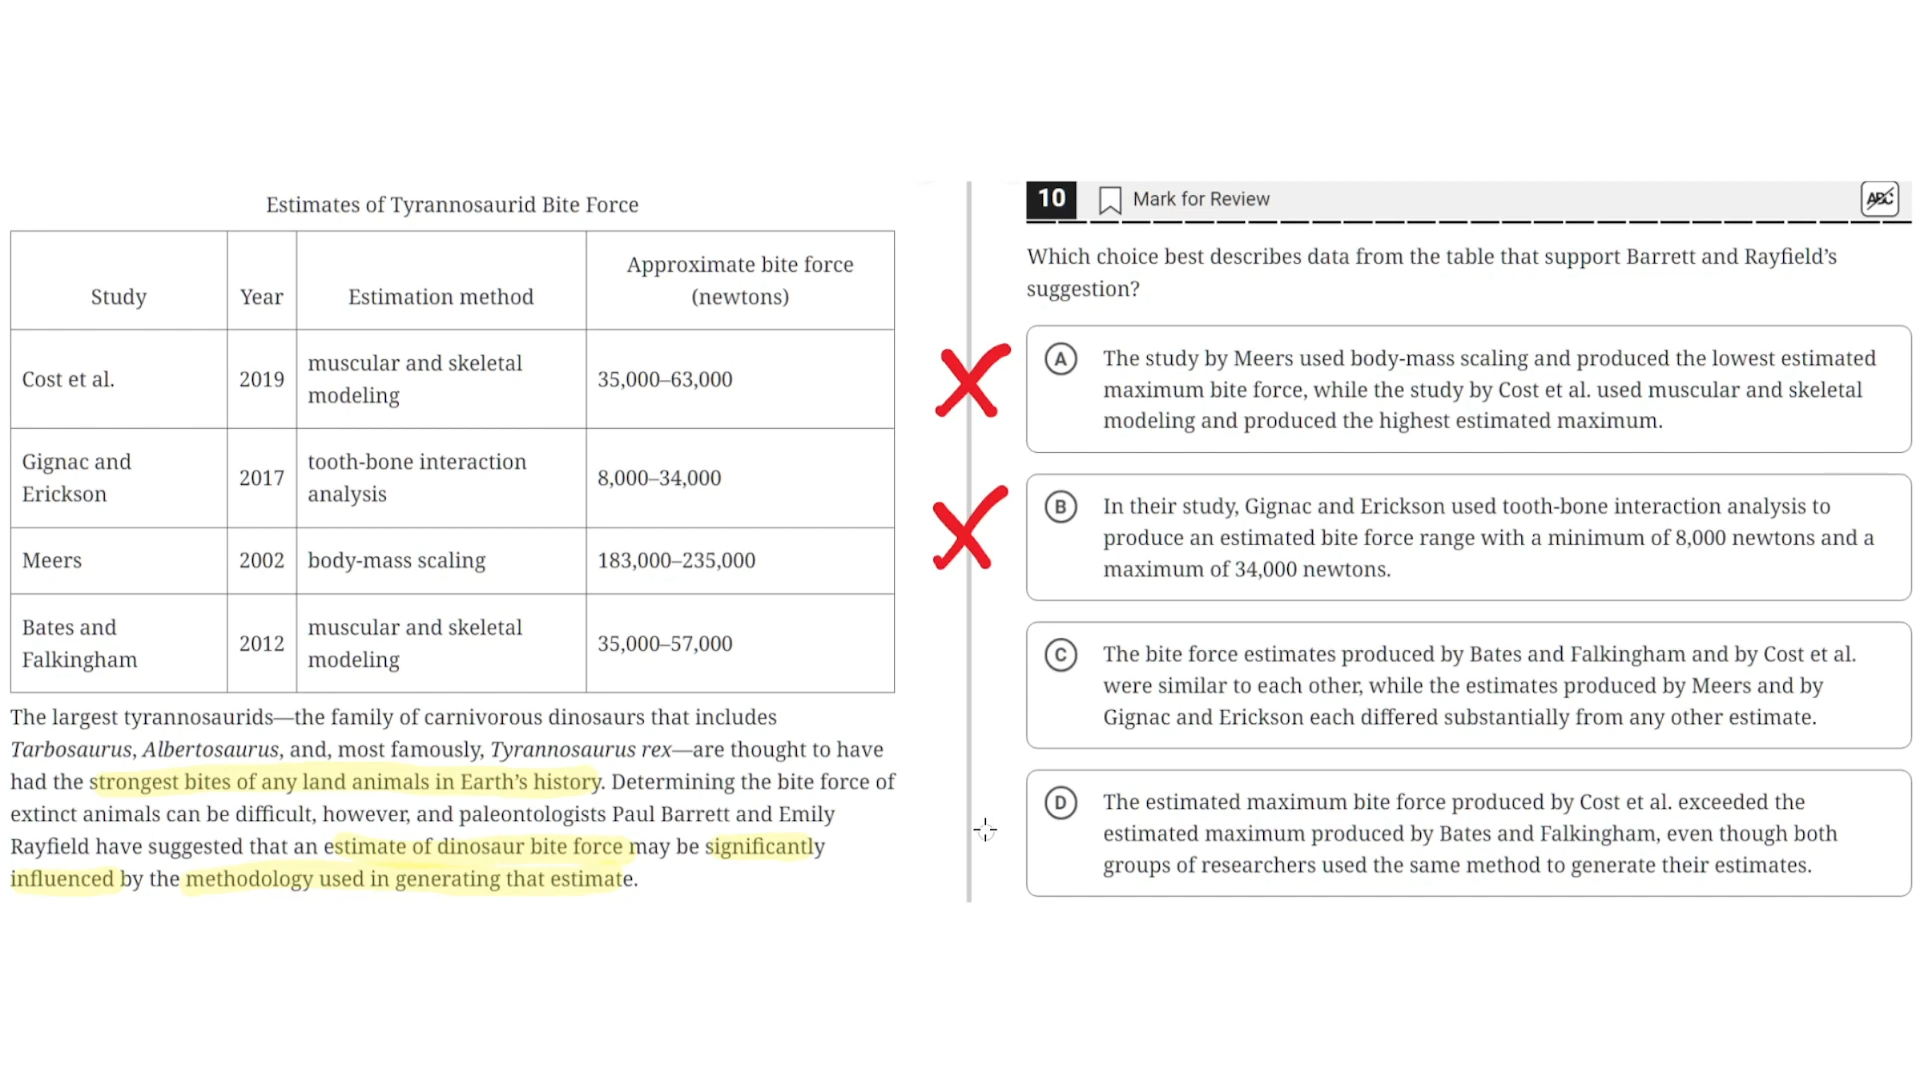 Estimates of Tyrannosaurid Bite Force
Study
Year
Estimation method
Approximate bite force
(newtons)
Cost et al.
2019
muscular and skeletal
modeling
35,000–63,000
Gignac and
Erickson
2017
tooth-bone interaction
analysis
8,000–34,000
Meers
2002
body-mass scaling
183,000–235,000
Bates and
Falkingham
2012
muscular and skeletal
modeling
35,000–57,000
The largest tyrannosaurids—the family of carnivorous dinosaurs that includes
Tarbosaurus, Albertosaurus, and, most famously, Tyrannosaurus rex—are thought to have
had the strongest bites of any land animals in Earth's history. Determining the bite force of
extinct animals can be difficult, however, and paleontologists Paul Barrett and Emily
Rayfield have suggested that an estimate of dinosaur bite force may be significantly
influenced by the methodology used in generating that estimate.
10
Mark for Review
ABC
Which choice best describes data from the table that support Barrett and Rayfield's
suggestion?
A
The study by Meers used body-mass scaling and produced the lowest estimated
maximum bite force, while the study by Cost et al. used muscular and skeletal
modeling and produced the highest estimated maximum.
B
In their study, Gignac and Erickson used tooth-bone interaction analysis to
produce an estimated bite force range with a minimum of 8,000 newtons and a
maximum of 34,000 newtons.
C
The bite force estimates produced by Bates and Falkingham and by Cost et al.
were similar to each other, while the estimates produced by Meers and by
Gignac and Erickson each differed substantially from any other estimate.
D
The estimated maximum bite force produced by Cost et al. exceeded the
estimated maximum produced by Bates and Falkingham, even though both
groups of researchers used the same method to generate their estimates.